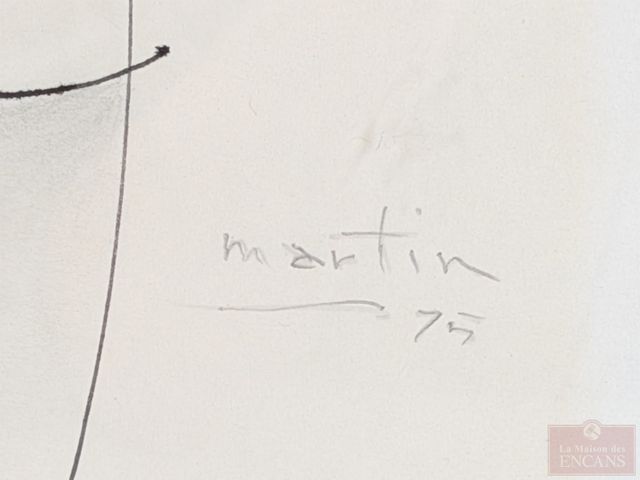 martin
75
La Maison des
ENCANS